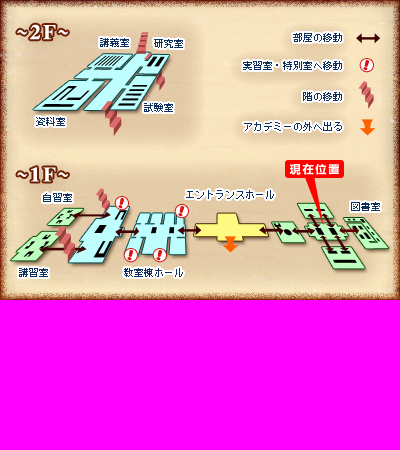 ~2F~
講義室
研究室
試験室
資料室
部屋の移動
実習室・特別室へ移動
階の移動
アカデミーの外へ出る
~1F~
自習室
講習室
教室棟ホール
エントランスホール
現在位置
図書室